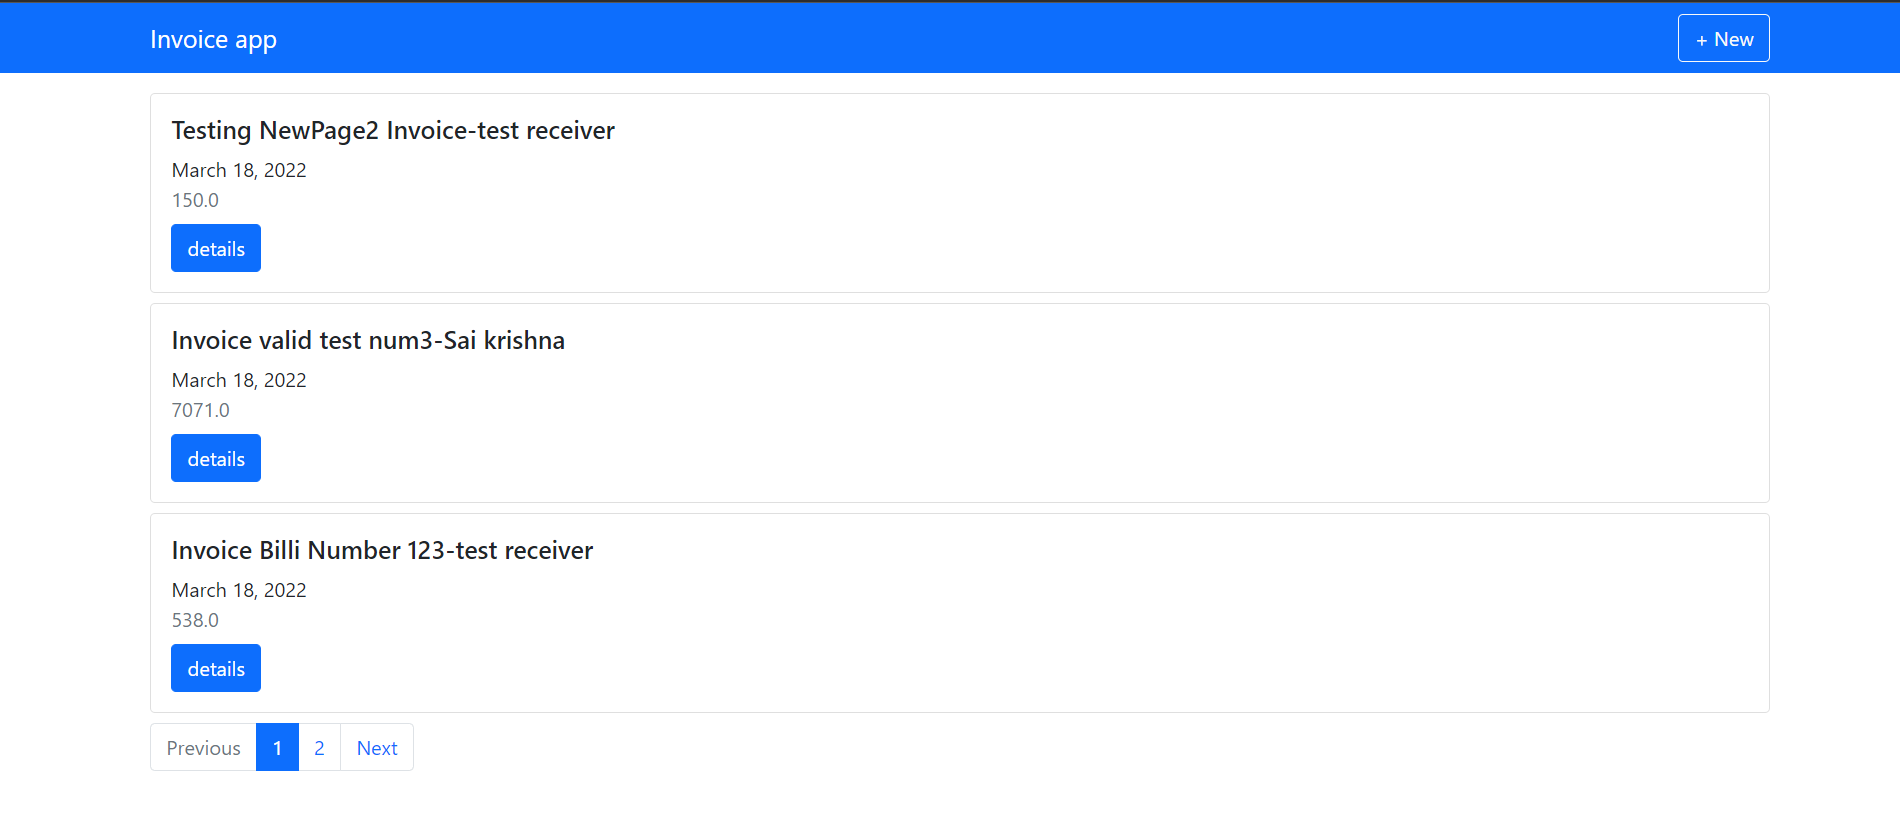 Invoice app
+ New
Testing NewPage2 Invoice-test receiver
March 18, 2022
150.0
details
Invoice valid test num3-Sai krishna
March 18, 2022
7071.0
details
Invoice Billi Number 123-test receiver
March 18, 2022
538.0
details
Previous 1 2 Next